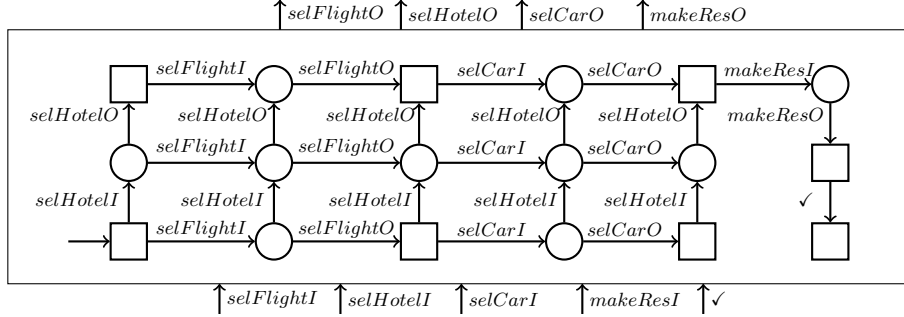 selFlightO selHotelO selCarO makeResO
selFlightI selFlightO selCarI selCarO makeResI
selHotelO selHotelO selHotelO selHotelO selHotelO makeResO
selFlightI selFlightO selCarI selCarO
selHotelI selHotelI selHotelI selHotelI selHotelI ✓
selFlightI selFlightO selCarI selCarO
selFlightI selHotelI selCarI makeResI ✓